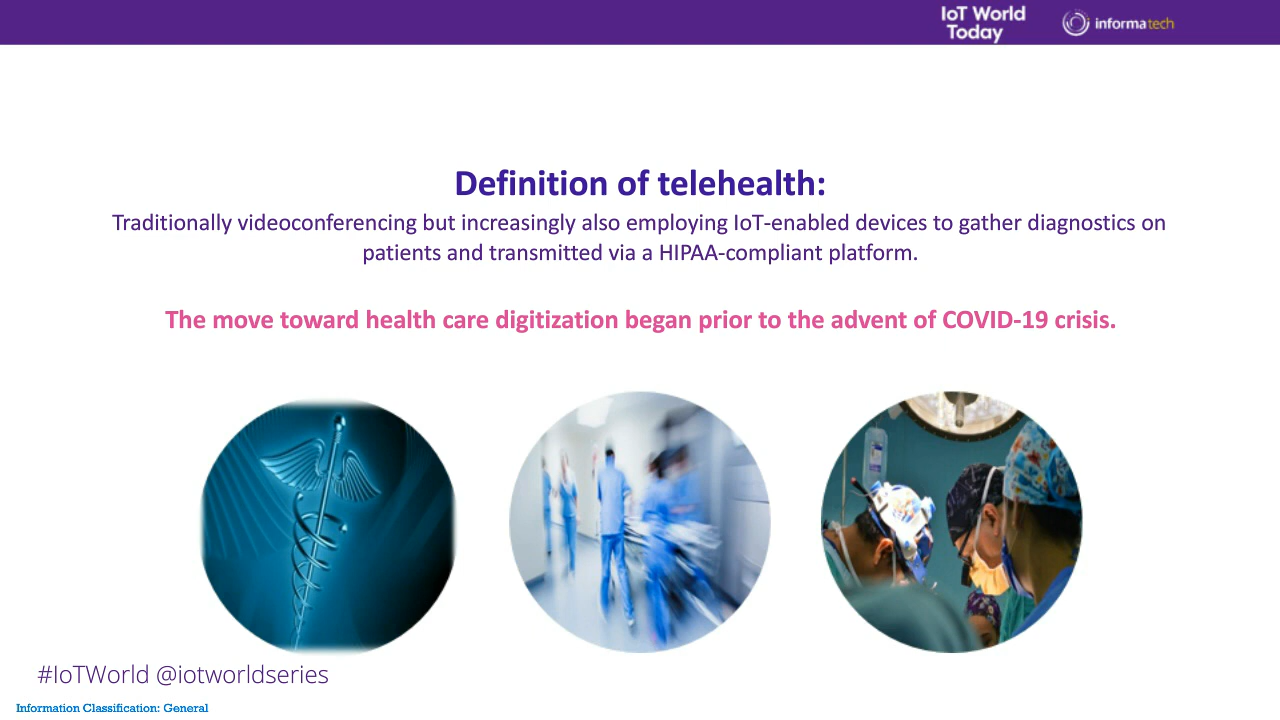 IoT World
Today
informa tech
Definition of telehealth:
Traditionally videoconferencing but increasingly also employing IoT-enabled devices to gather diagnostics on
patients and transmitted via a HIPAA-compliant platform.
The move toward health care digitization began prior to the advent of COVID-19 crisis.
#IoTWorld @iotworldseries
Information Classification: General